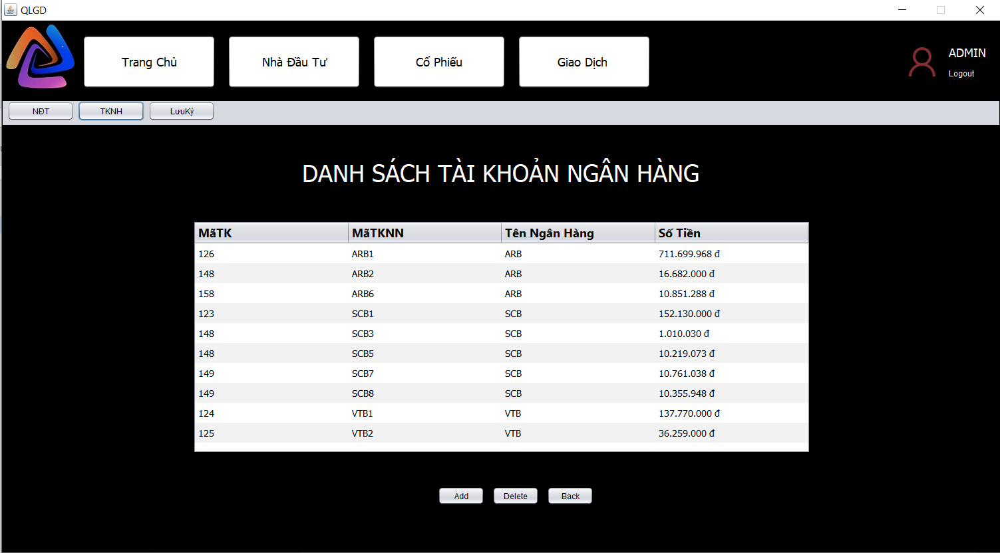 QLGD
Trang Chủ Nhà Đầu Tư Cổ Phiếu Giao Dịch ADMIN
Logout
NĐT TKNH LưuKý
DANH SÁCH TÀI KHOẢN NGÂN HÀNG
MãTK MãTKNN Tên Ngân Hàng Số Tiền
126 ARB1 ARB 711.699.968 đ
148 ARB2 ARB 16.682.000 đ
158 ARB6 ARB 10.851.288 đ
123 SCB1 SCB 152.130.000 đ
148 SCB3 SCB 1.010.030 đ
148 SCB5 SCB 10.219.073 đ
149 SCB7 SCB 10.761.038 đ
149 SCB8 SCB 10.355.948 đ
124 VTB1 VTB 137.770.000 đ
125 VTB2 VTB 36.259.000 đ
Add Delete Back